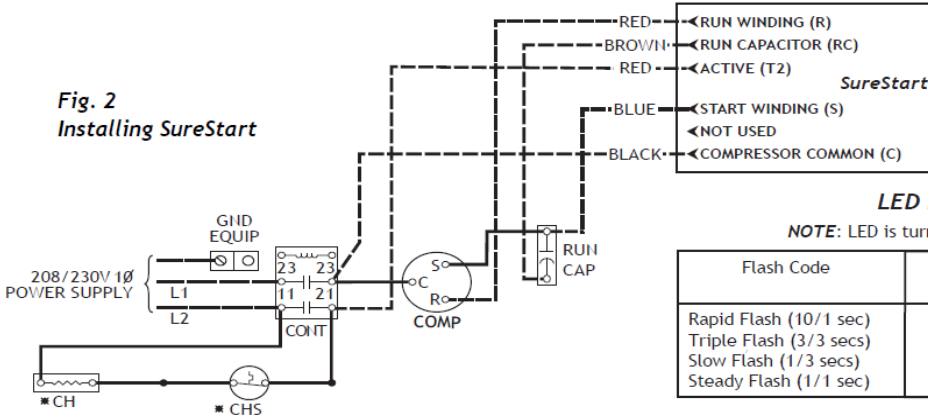 Fig. 2
Installing SureStart
RED
RUN WINDING (R)
BROWN
RUN CAPACITOR (RC)
RED
ACTIVE (T2)
SureStart
BLUE
START WINDING (S)
NOT USED
BLACK
COMPRESSOR COMMON (C)
GND
EQUIP
208/230V 1Ø
POWER SUPPLY
L1
L2
23 23
11 21
CONT
S
C
R
COMP
RUN
CAP
* CH
* CHS
LED
NOTE: LED is turn
Flash Code
Rapid Flash (10/1 sec)
Triple Flash (3/3 secs)
Slow Flash (1/3 secs)
Steady Flash (1/1 sec)